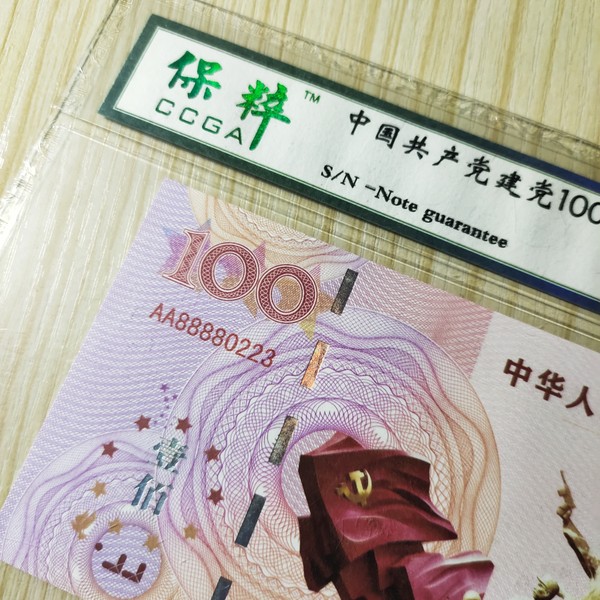 保粹™
CCGA
中国共产党建党100
S/N -Note guarantee
100
AA88880223
中华人
壹佰